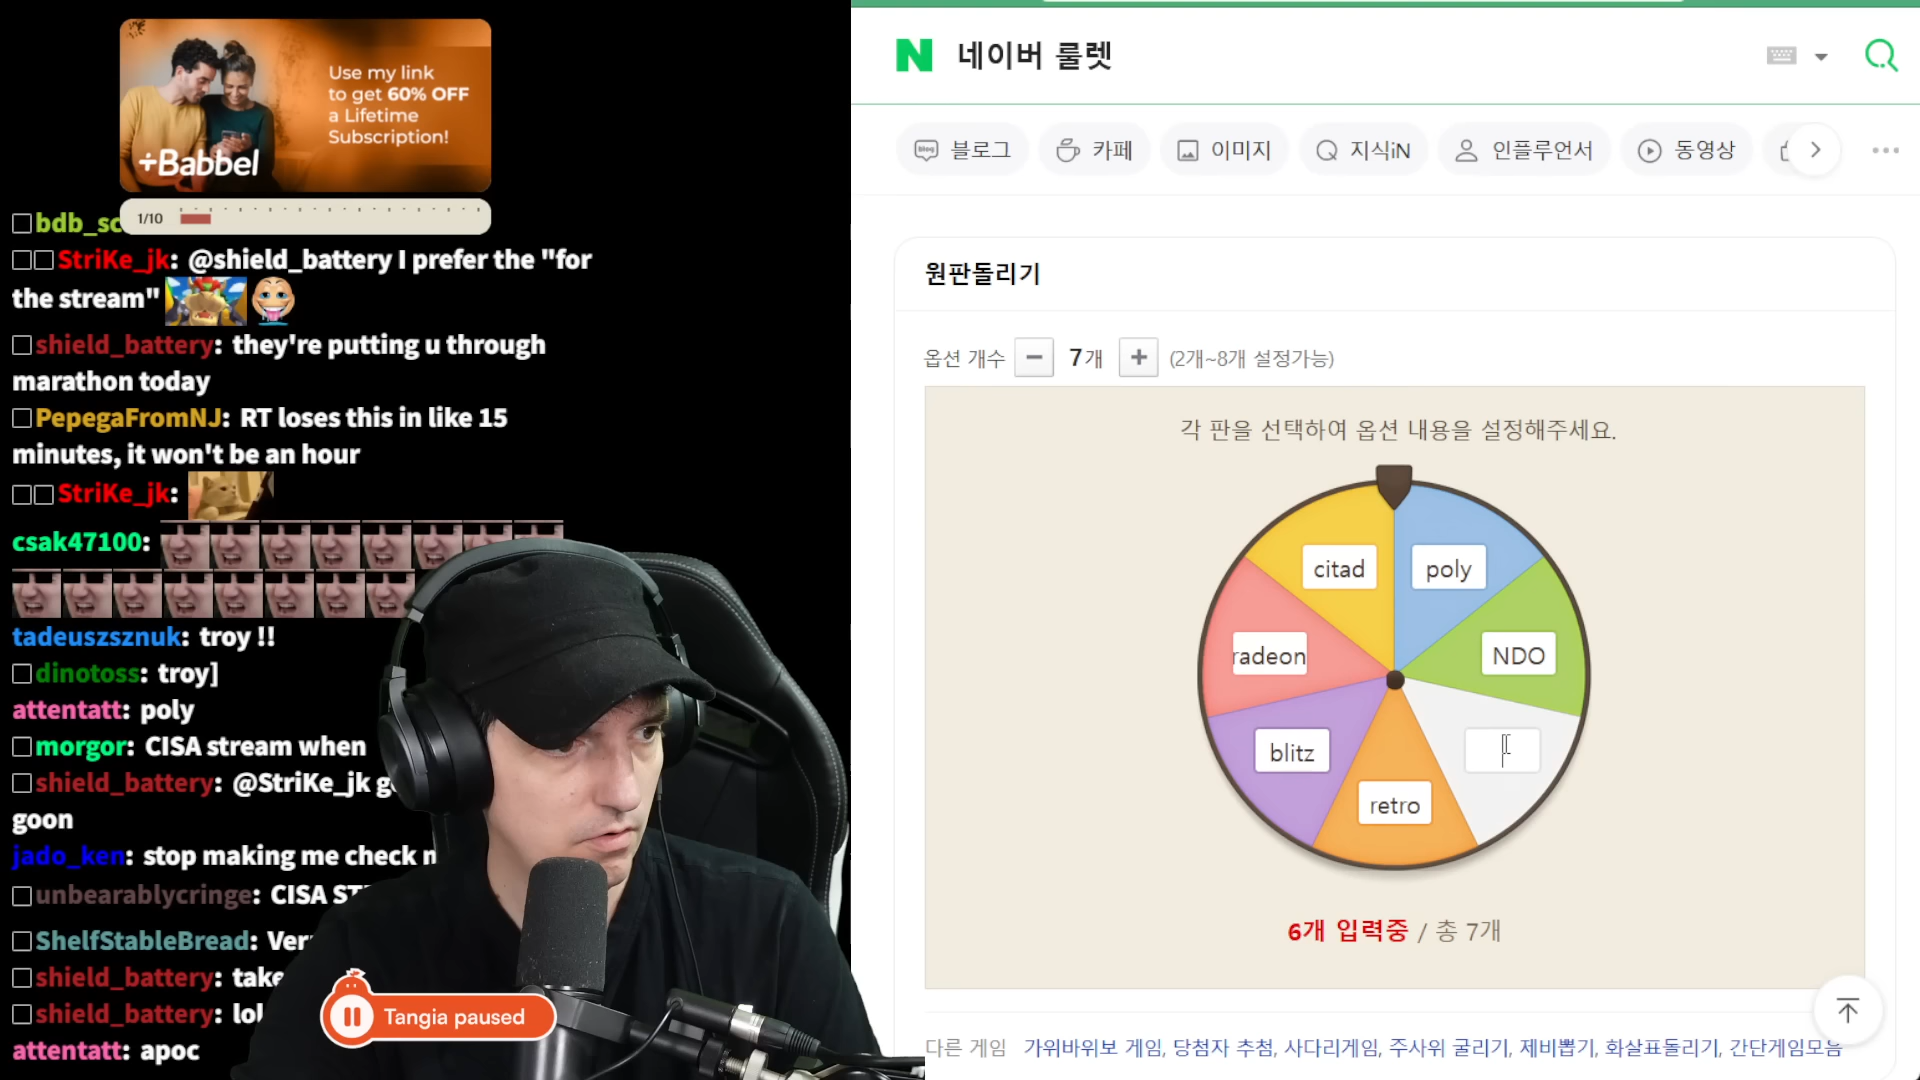 Use my link
to get 60% OFF
a Lifetime
Subscription!
+Babbel
1/10
bdb_sc
StriKe_jk: @shield_battery I prefer the "for
the stream"
shield_battery: they're putting u through
marathon today
PepegaFromNJ: RT loses this in like 15
minutes, it won't be an hour
StriKe_jk:
csak47100:
tadeuszsznuk: troy !!
dinotoss: troy]
attentatt: poly
morgor: CISA stream when
shield_battery: @StriKe_jk g
goon
jado_ken: stop making me check
unbearablycringe: CISA ST
ShelfStableBread: Ver
shield_battery: take
shield_battery: lol
attentatt: apoc
Tangia paused
N 네이버 룰렛
블로그 카페 이미지 지식iN 인플루언서 동영상
원판돌리기
옵션 개수 − 7개 + (2개~8개 설정가능)
각 판을 선택하여 옵션 내용을 설정해주세요.
citad poly
radeon NDO
blitz
retro
6개 입력중 / 총 7개
다른 게임 가위바위보 게임, 당첨자 추첨, 사다리게임, 주사위 굴리기, 제비뽑기, 화살표돌리기, 간단게임모음